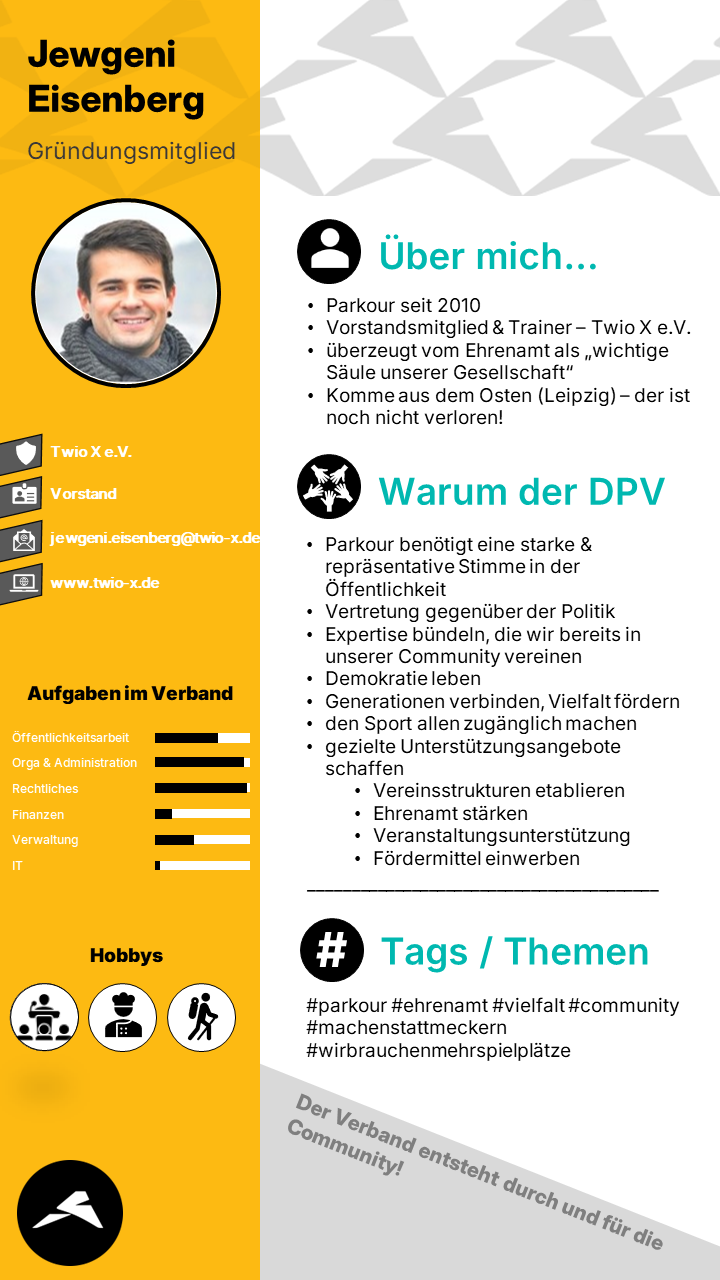 Jewgeni
Eisenberg
Gründungsmitglied
Twio X e.V.
Vorstand
jewgeni.eisenberg@twio-x.de
www.twio-x.de
Aufgaben im Verband
Öffentlichkeitsarbeit
Orga & Administration
Rechtliches
Finanzen
Verwaltung
IT
Hobbys
Über mich...
• Parkour seit 2010
• Vorstandsmitglied & Trainer – Twio X e.V.
• überzeugt vom Ehrenamt als „wichtige
Säule unserer Gesellschaft“
• Komme aus dem Osten (Leipzig) – der ist
noch nicht verloren!
Warum der DPV
• Parkour benötigt eine starke &
repräsentative Stimme in der
Öffentlichkeit
• Vertretung gegenüber der Politik
• Expertise bündeln, die wir bereits in
unserer Community vereinen
• Demokratie leben
• Generationen verbinden, Vielfalt fördern
• den Sport allen zugänglich machen
• gezielte Unterstützungsangebote
schaffen
• Vereinsstrukturen etablieren
• Ehrenamt stärken
• Veranstaltungsunterstützung
• Fördermittel einwerben
# Tags / Themen
#parkour #ehrenamt #vielfalt #community
#machenstattmeckern
#wirbrauchenmehrspielplätze
Der Verband entsteht durch und für die
Community!